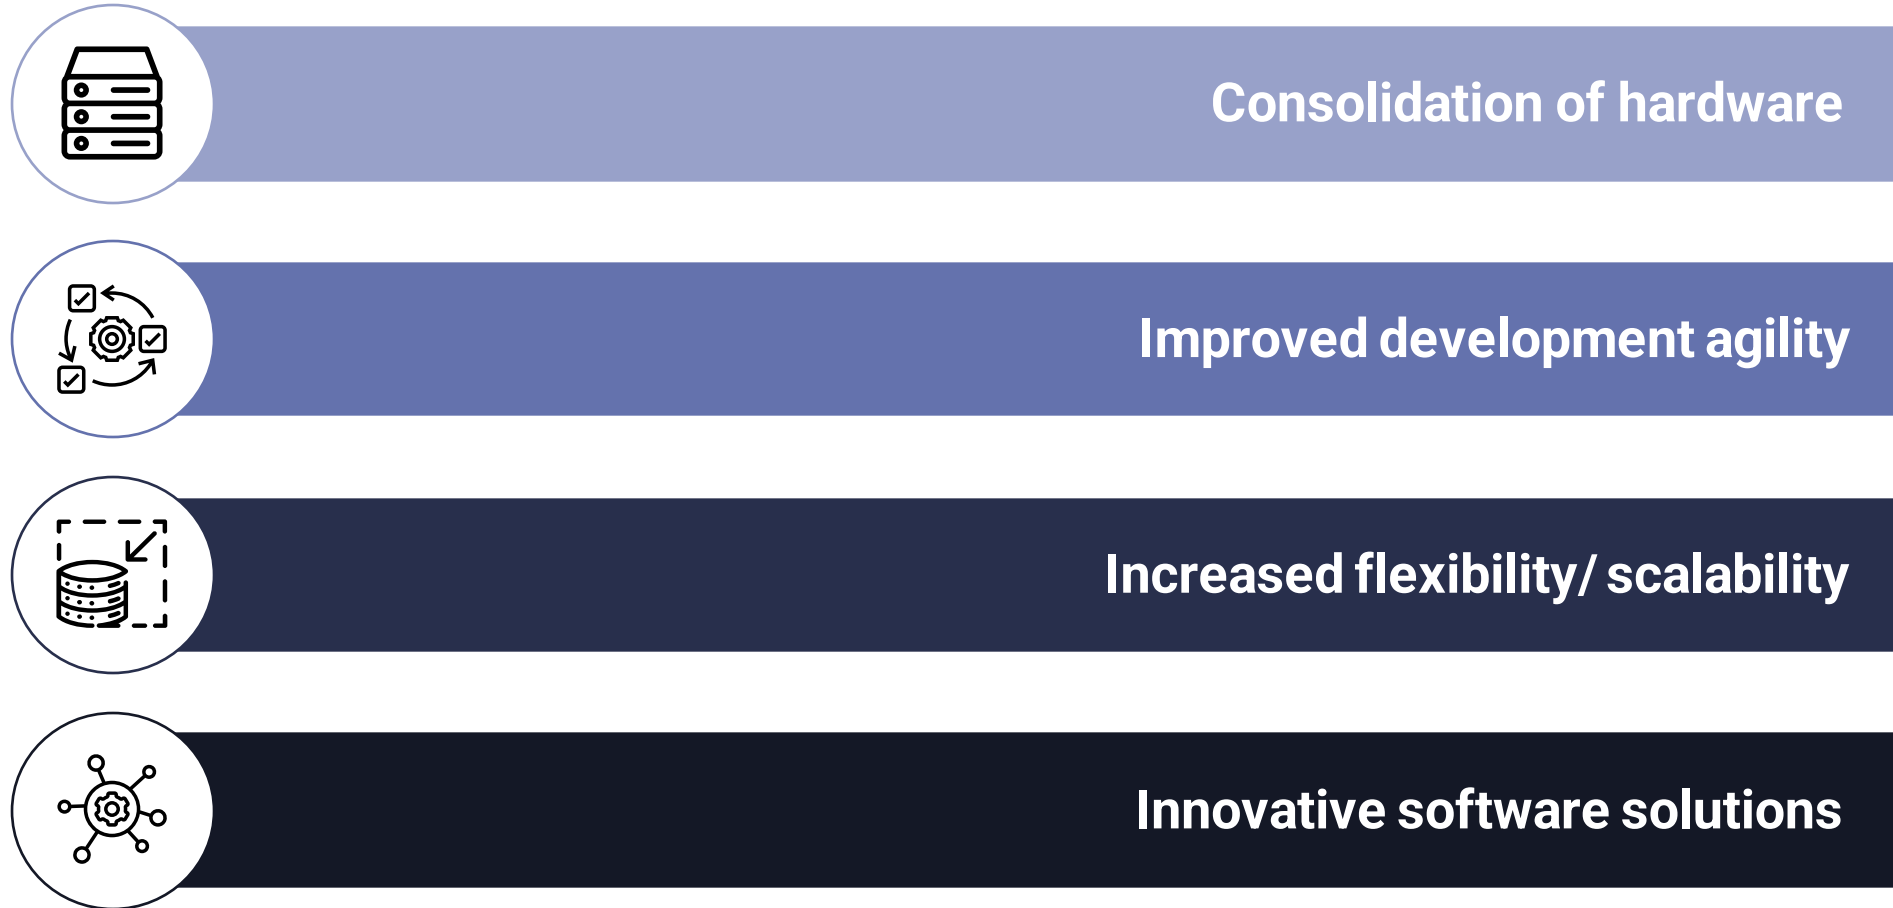 Consolidation of hardware
Improved development agility
Increased flexibility/ scalability
Innovative software solutions